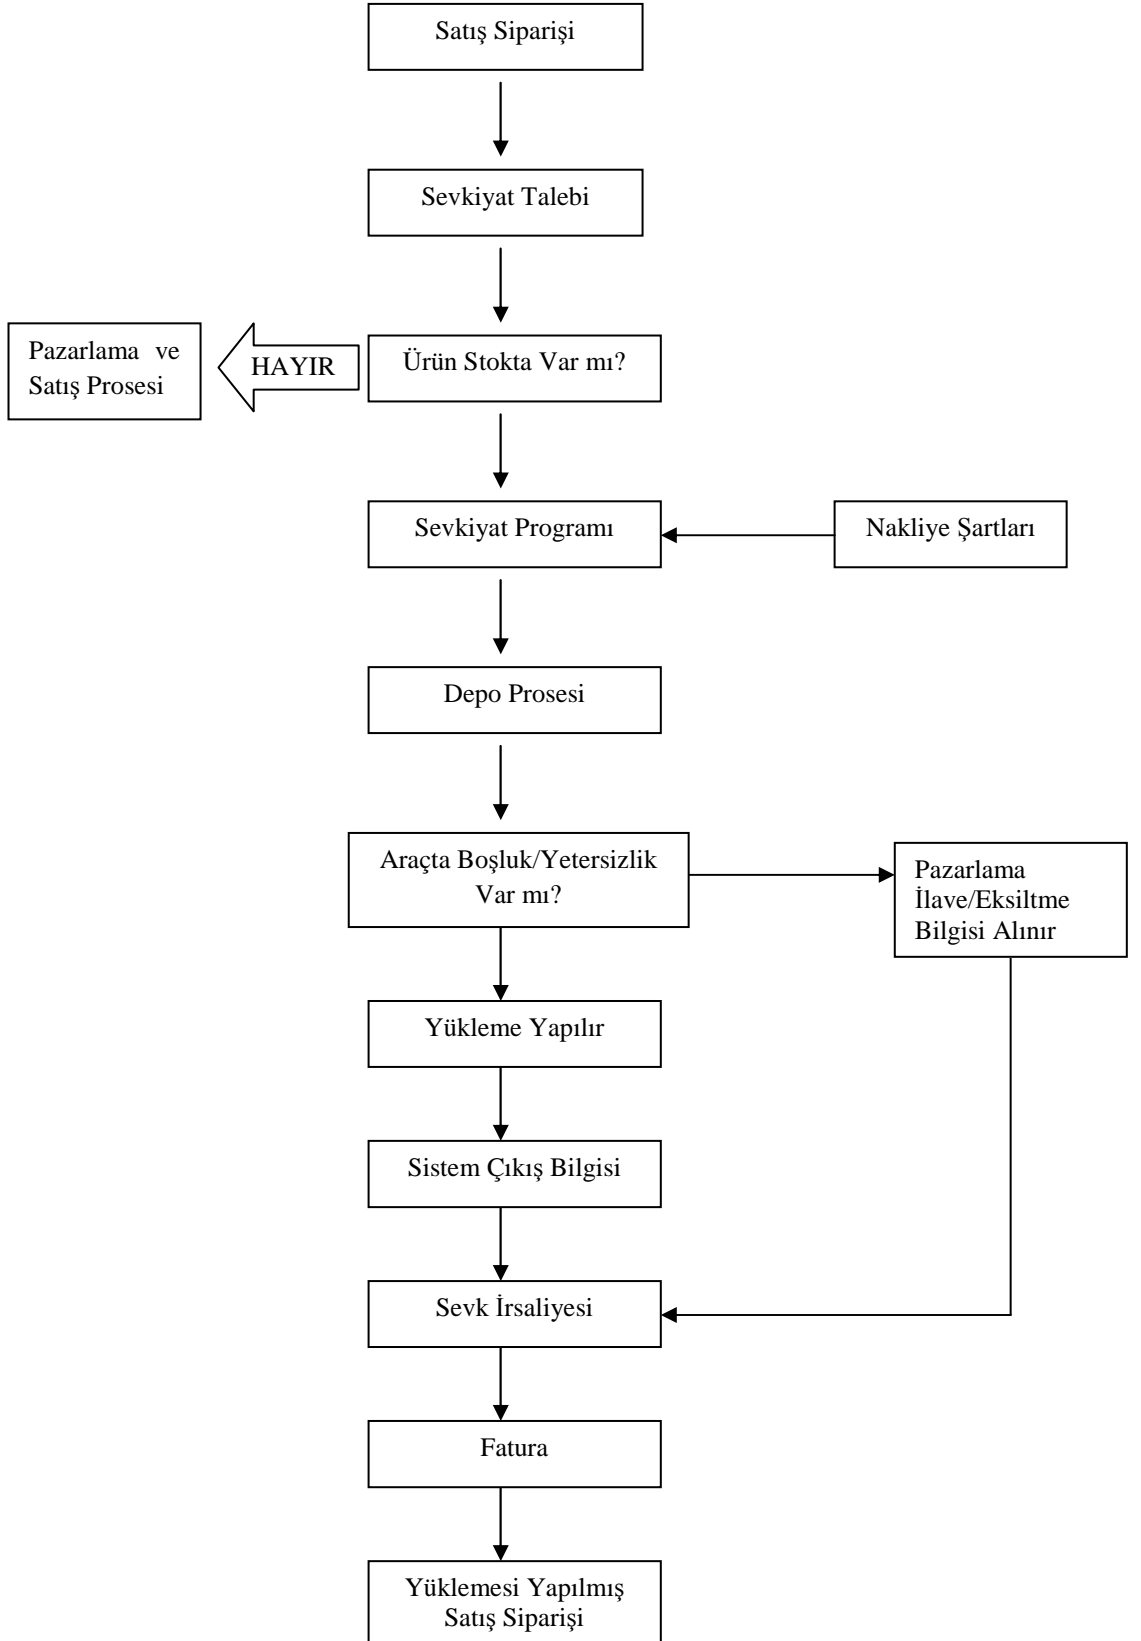 Satış Siparişi
Sevkiyat Talebi
Pazarlama ve
Satış Prosesi
HAYIR
Ürün Stokta Var mı?
Sevkiyat Programı
Nakliye Şartları
Depo Prosesi
Araçta Boşluk/Yetersizlik
Var mı?
Pazarlama
İlave/Eksiltme
Bilgisi Alınır
Yükleme Yapılır
Sistem Çıkış Bilgisi
Sevk İrsaliyesi
Fatura
Yüklemesi Yapılmış
Satış Siparişi